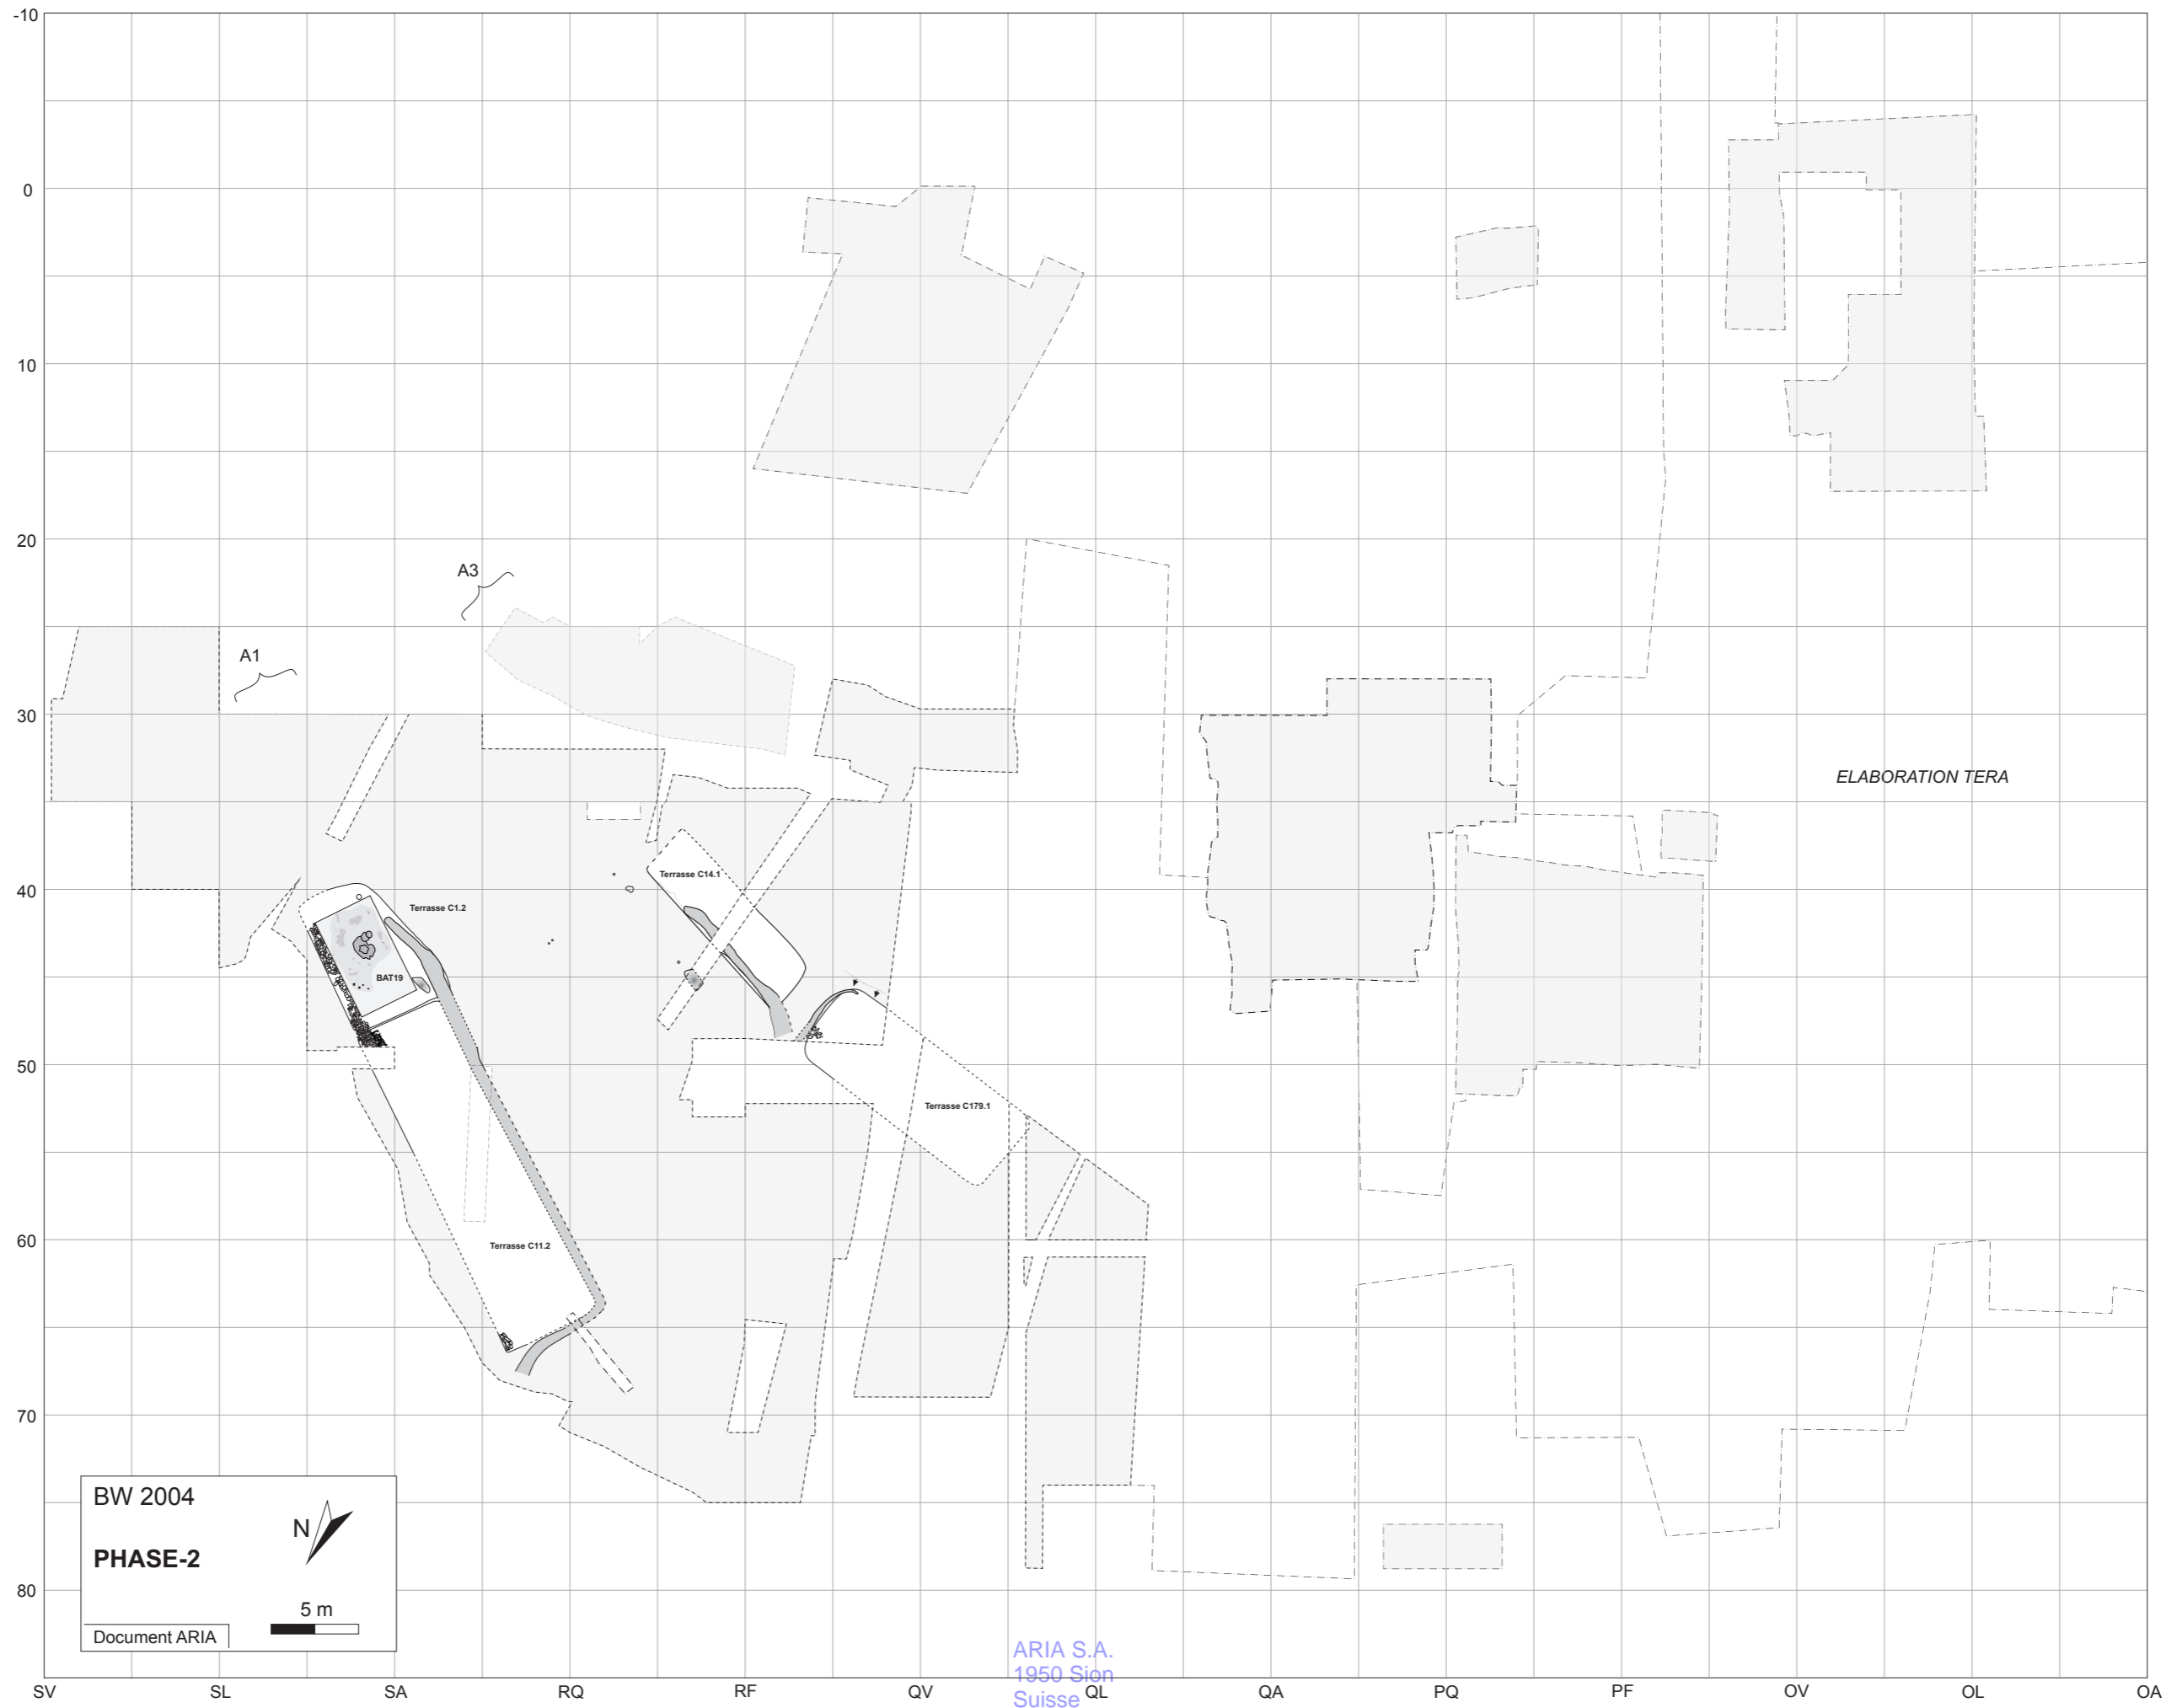 -10
0
10
20
A3
A1
30
ELABORATION TERA
Terrasse C14.1
40
Terrasse C1.2
BAT19
50
Terrasse C179.1
60
Terrasse C11.2
70
BW 2004
N
PHASE-2
80
5 m
Document ARIA
ARIA S.A.
1950 Sion
Suisse
SV SL SA RQ RF QV QL QA PQ PF OV OL OA